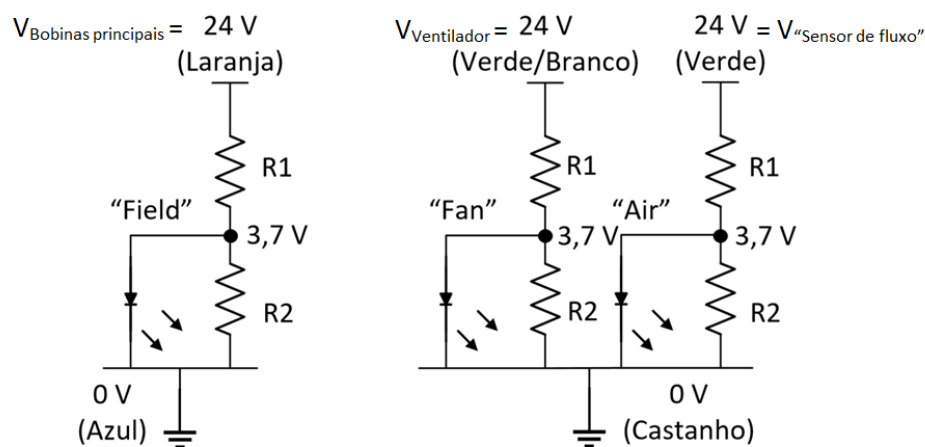 VBobinas principais = 24 V
(Laranja)
VVentilador = 24 V
(Verde/Branco)
24 V = V“Sensor de fluxo”
(Verde)
R1
R1
R1
“Field”
3,7 V
“Fan”
3,7 V
“Air”
3,7 V
R2
R2
R2
0 V
(Azul)
0 V
(Castanho)